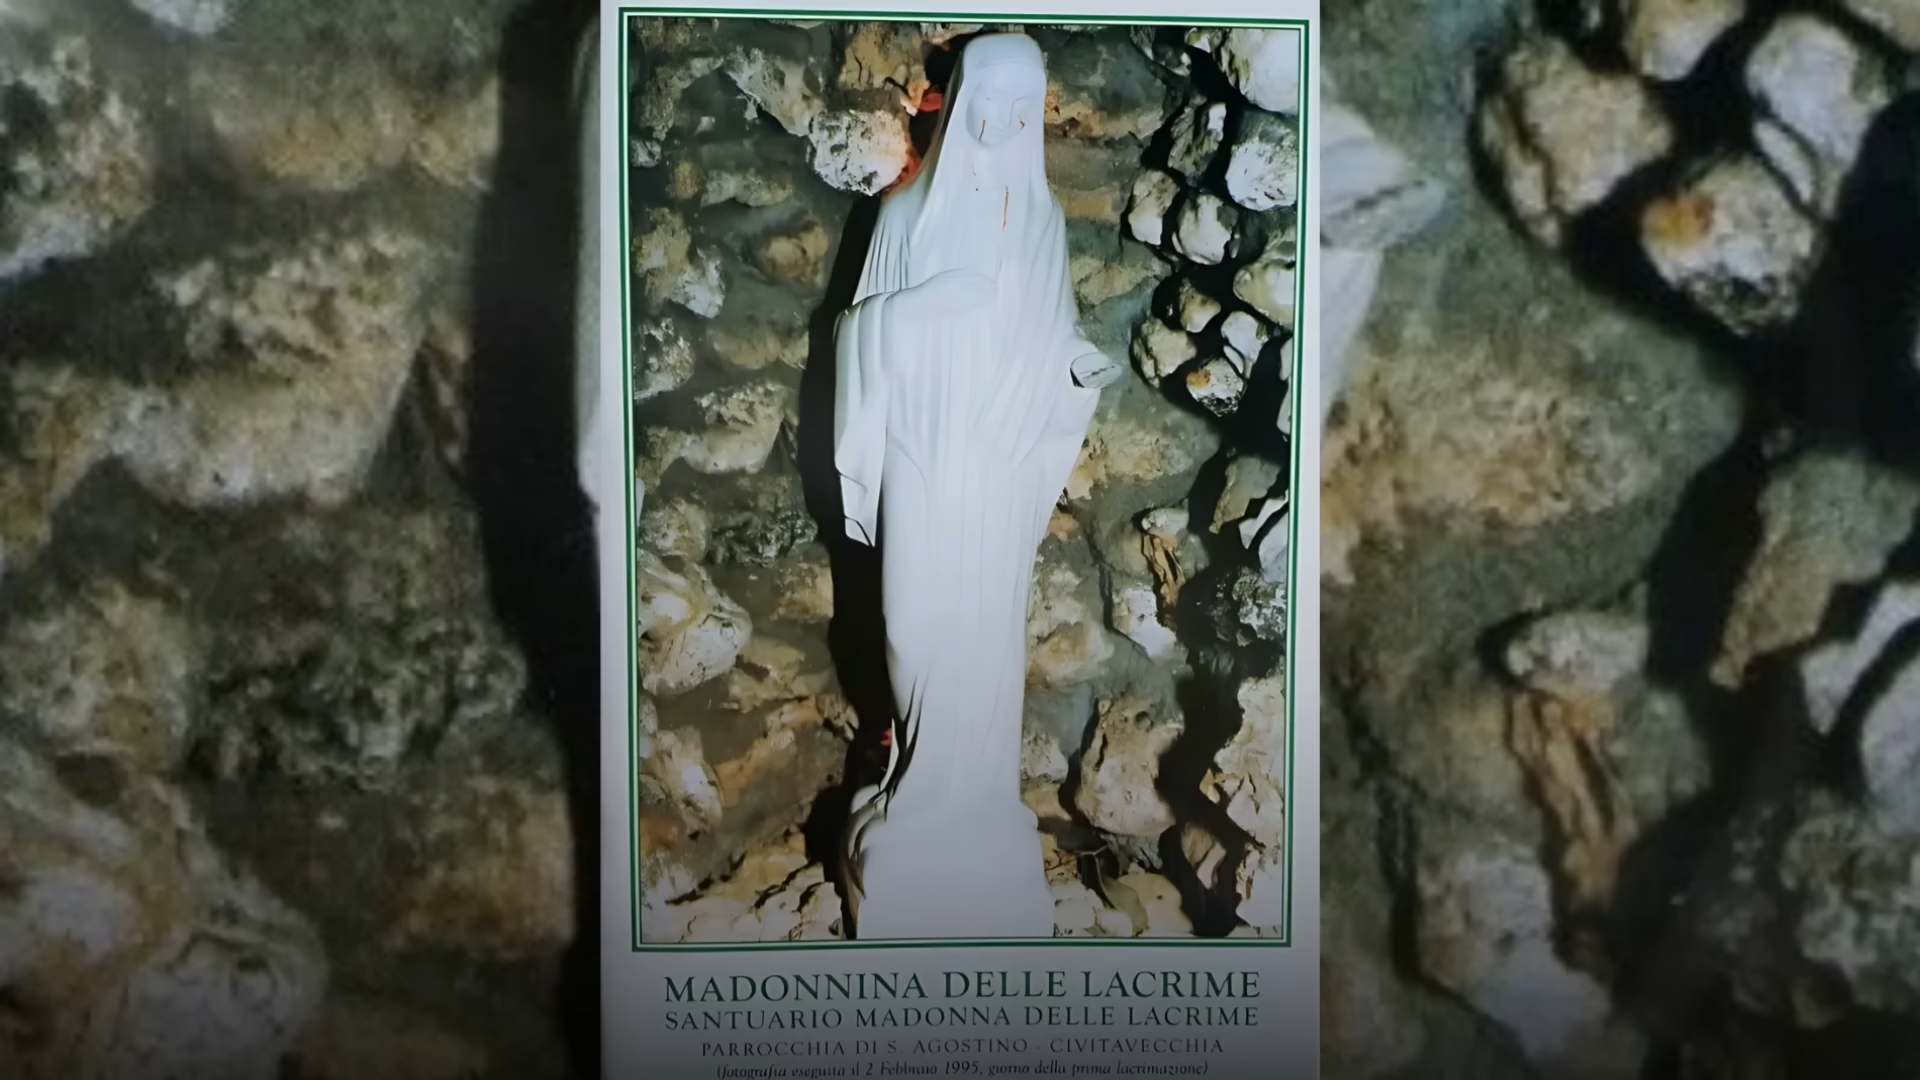 MADONNINA DELLE LACRIME
SANTUARIO MADONNA DELLE LACRIME
PARROCCHIA DI S. AGOSTINO - CIVITAVECCHIA
(fotografia eseguita il 2 Febbraio 1995, giorno della prima lacrimazione)